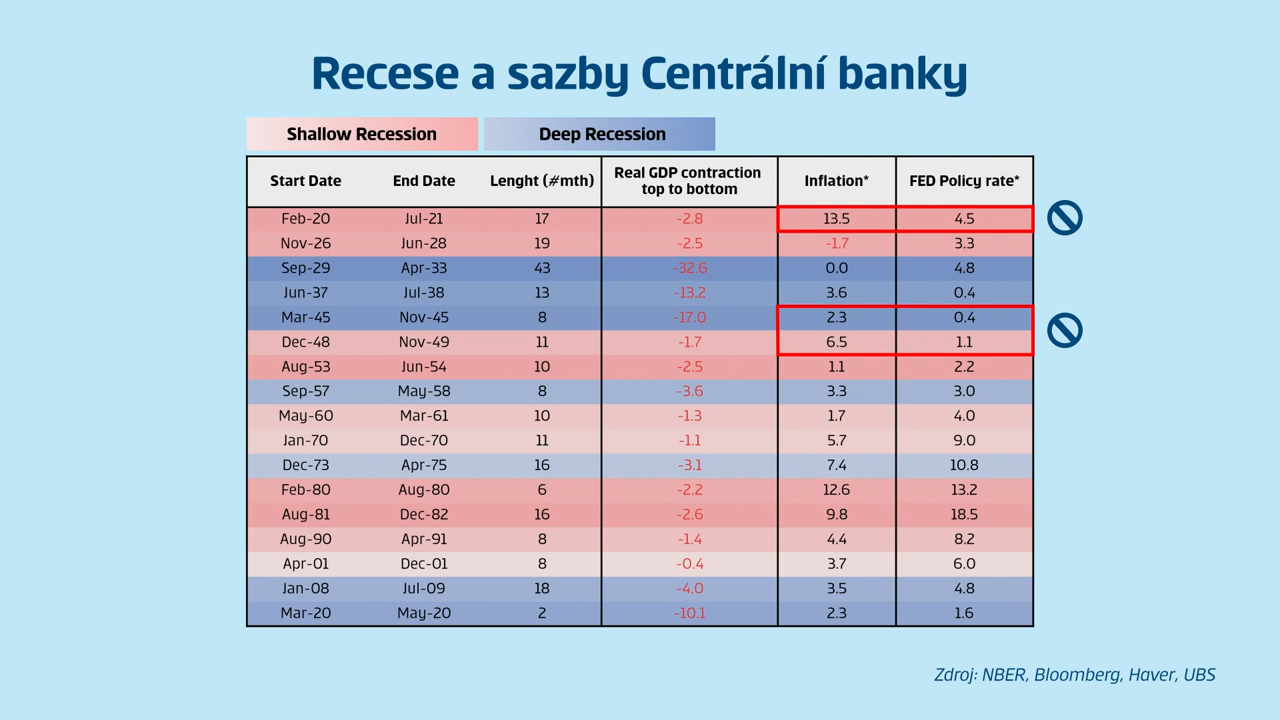 Recese a sazby Centrální banky
Shallow Recession Deep Recession
Start Date End Date Lenght (#mth) Real GDP contraction top to bottom Inflation* FED Policy rate*
Feb-20 Jul-21 17 -2.8 13.5 4.5
Nov-26 Jun-28 19 -2.5 -1.7 3.3
Sep-29 Apr-33 43 -32.6 0.0 4.8
Jun-37 Jul-38 13 -13.2 3.6 0.4
Mar-45 Nov-45 8 -17.0 2.3 0.4
Dec-48 Nov-49 11 -1.7 6.5 1.1
Aug-53 Jun-54 10 -2.5 1.1 2.2
Sep-57 May-58 8 -3.6 3.3 3.0
May-60 Mar-61 10 -1.3 1.7 4.0
Jan-70 Dec-70 11 -1.1 5.7 9.0
Dec-73 Apr-75 16 -3.1 7.4 10.8
Feb-80 Aug-80 6 -2.2 12.6 13.2
Aug-81 Dec-82 16 -2.6 9.8 18.5
Aug-90 Apr-91 8 -1.4 4.4 8.2
Apr-01 Dec-01 8 -0.4 3.7 6.0
Jan-08 Jul-09 18 -4.0 3.5 4.8
Mar-20 May-20 2 -10.1 2.3 1.6
Zdroj: NBER, Bloomberg, Haver, UBS